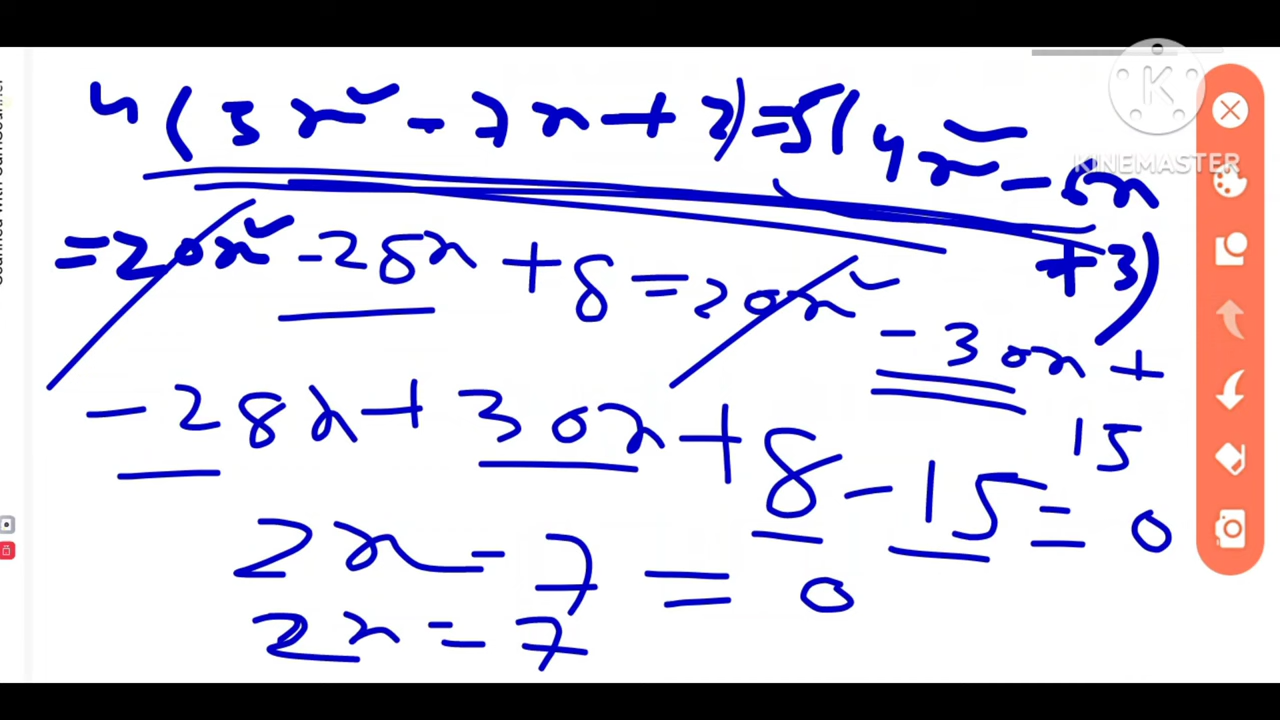 4(3x² - 7x + 2) = 5(4x² - 6x + 3)
= 20x² - 28x + 8 = 20x² - 30x + 15
- 28x + 30x + 8 - 15 = 0
2x - 7 = 0
2x = 7
KINEMASTER